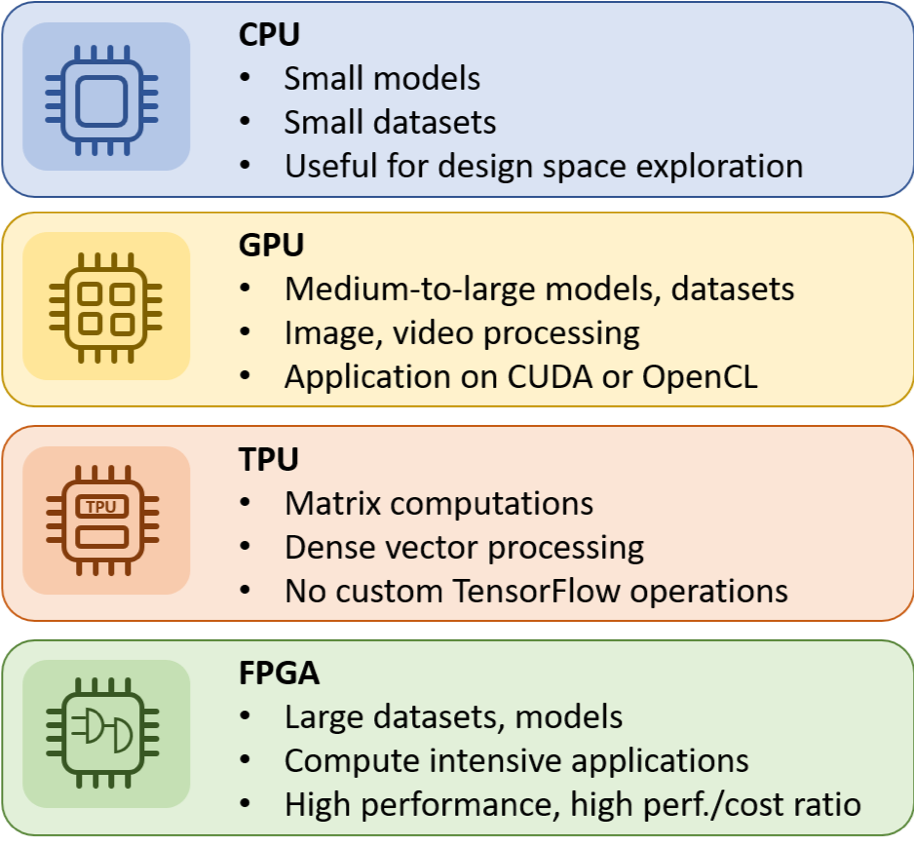 CPU
• Small models
• Small datasets
• Useful for design space exploration
GPU
• Medium-to-large models, datasets
• Image, video processing
• Application on CUDA or OpenCL
TPU
TPU
• Matrix computations
• Dense vector processing
• No custom TensorFlow operations
FPGA
• Large datasets, models
• Compute intensive applications
• High performance, high perf./cost ratio